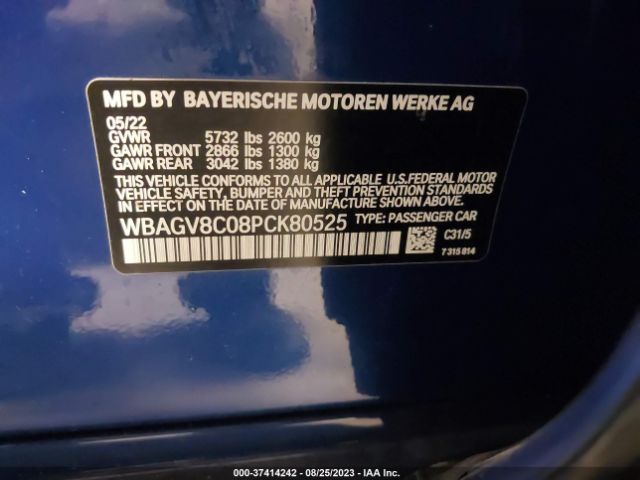 MFD BY BAYERISCHE MOTOREN WERKE AG
05/22
GVWR 5732 lbs 2600 kg
GAWR FRONT 2866 lbs 1300 kg
GAWR REAR 3042 lbs 1380 kg
THIS VEHICLE CONFORMS TO ALL APPLICABLE U.S.FEDERAL MOTOR
VEHICLE SAFETY, BUMPER AND THEFT PREVENTION STANDARDS
IN EFFECT ON THE DATE OF MANUFACTURE SHOWN ABOVE.
WBAGV8C08PCK80525 TYPE: PASSENGER CAR
C31/5
7 315 814
000-37414242 - 08/25/2023 - IAA Inc.